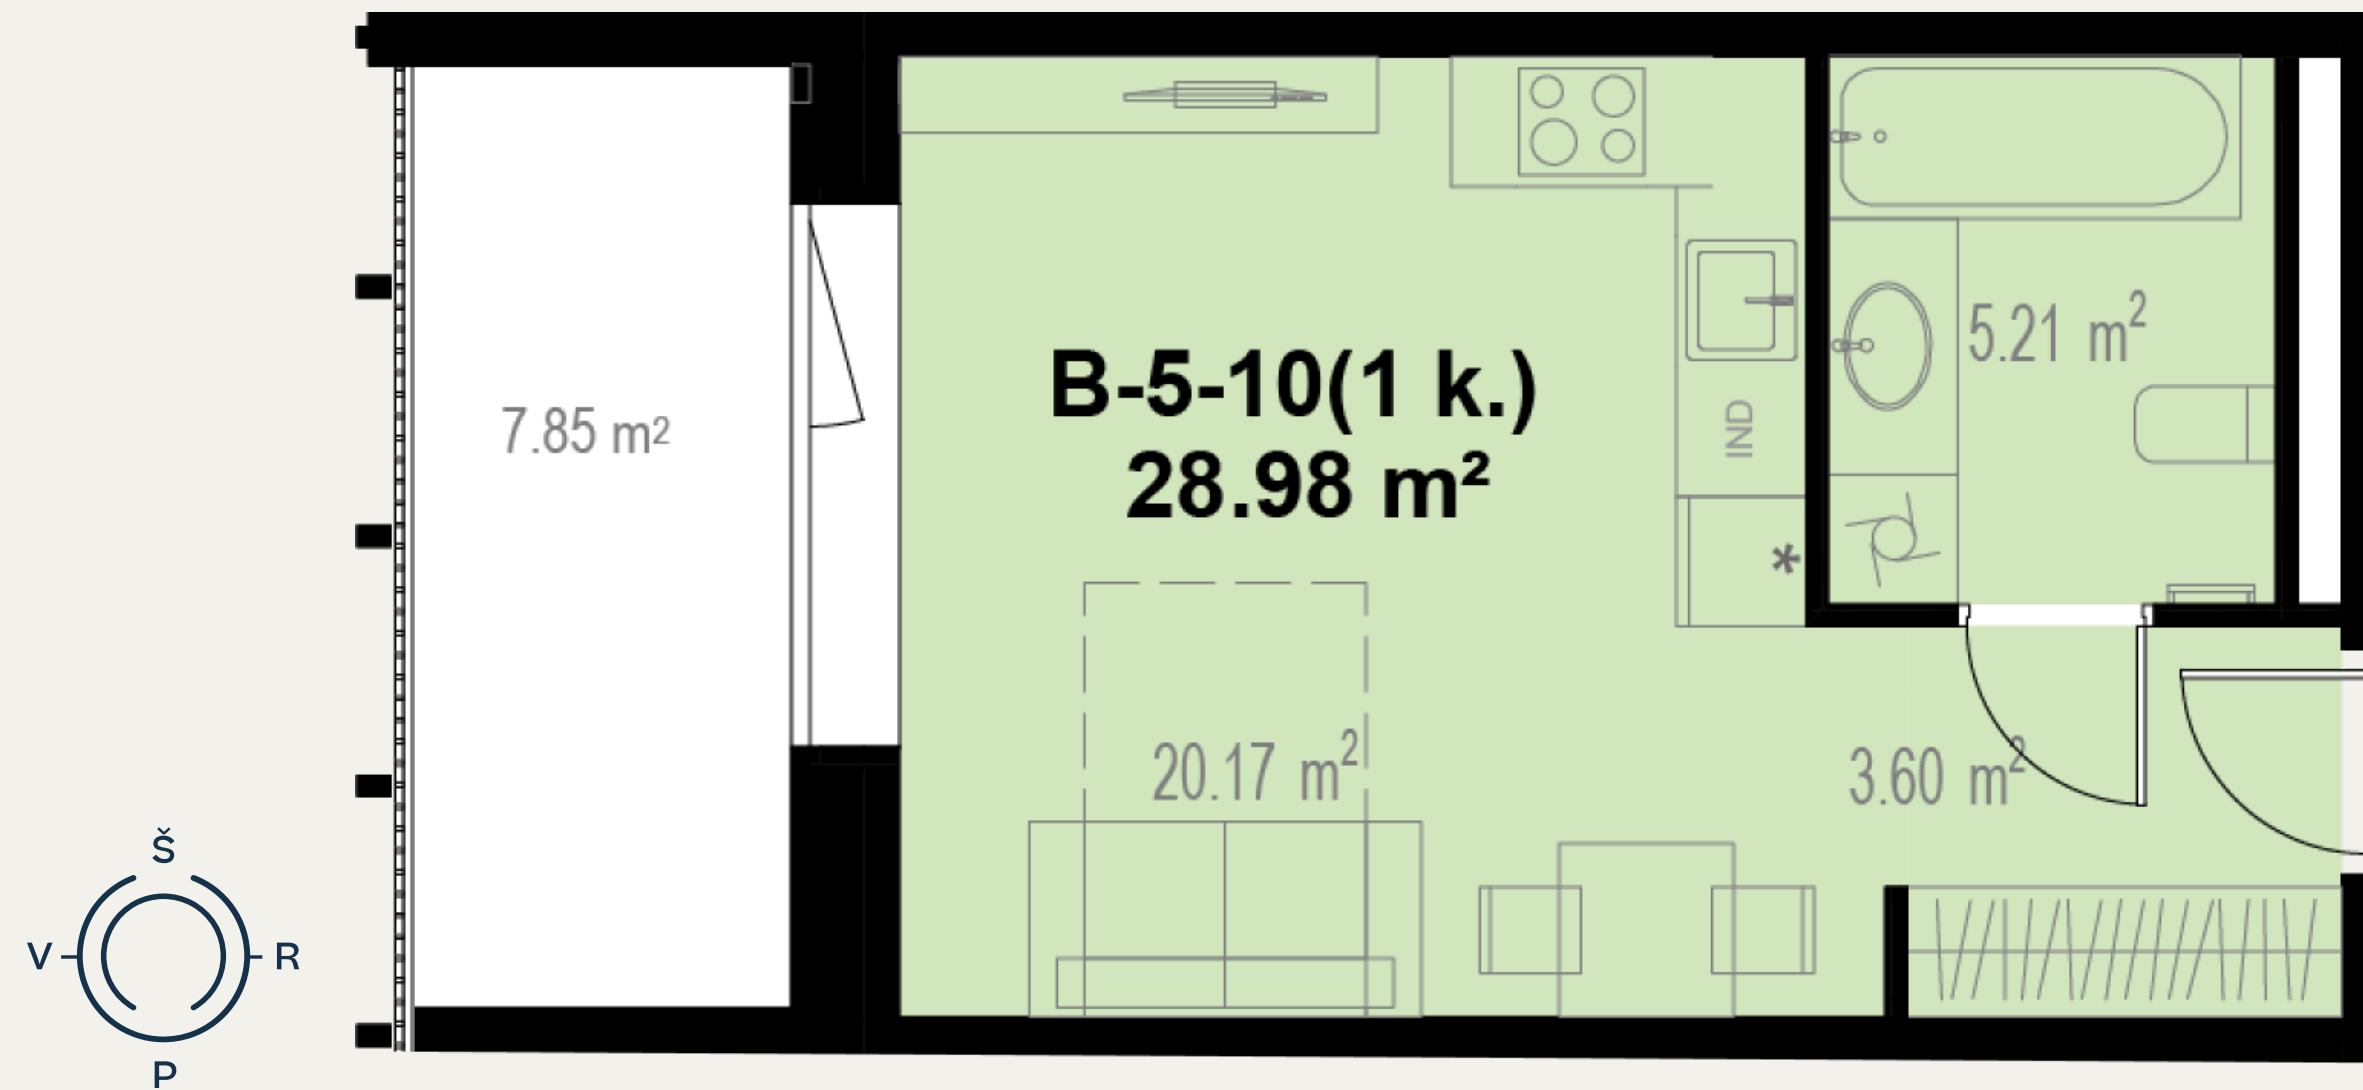 5.21 m²
B-5-10(1 k.)
28.98 m²
7.85 m²
IND
*
20.17 m²
3.60 m²
Š
V
R
P